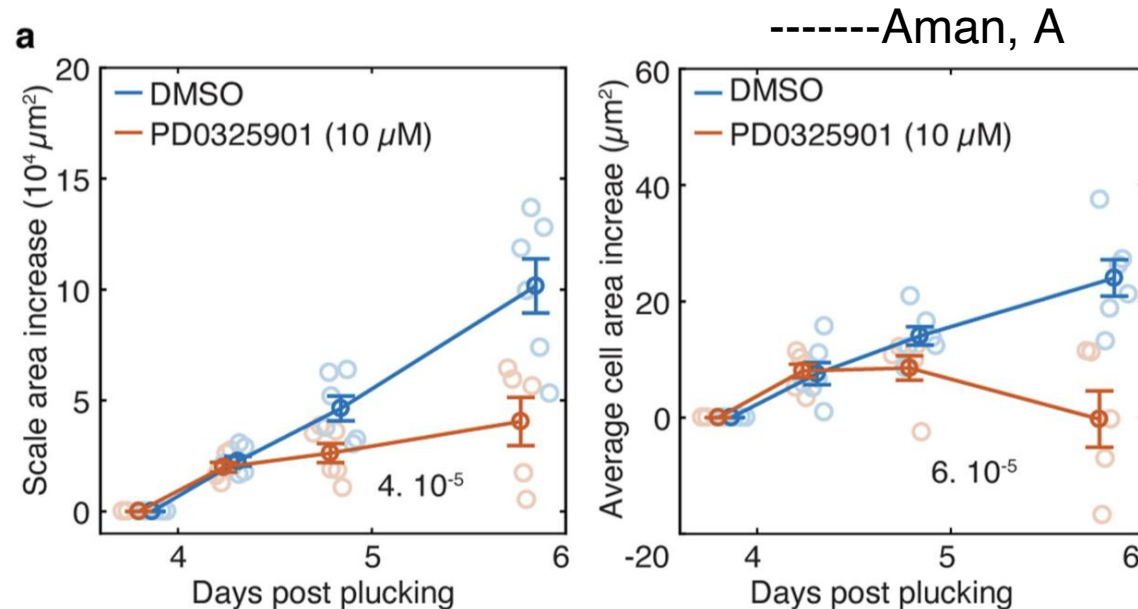 -------Aman, A
a
Scale area increase (10⁴ µm²)
20
15
10
5
0
DMSO
PD0325901 (10 µM)
4. 10⁻⁵
4
5
6
Days post plucking
Average cell area increae (µm²)
60
40
20
0
-20
DMSO
PD0325901 (10 µM)
6. 10⁻⁵
4
5
6
Days post plucking